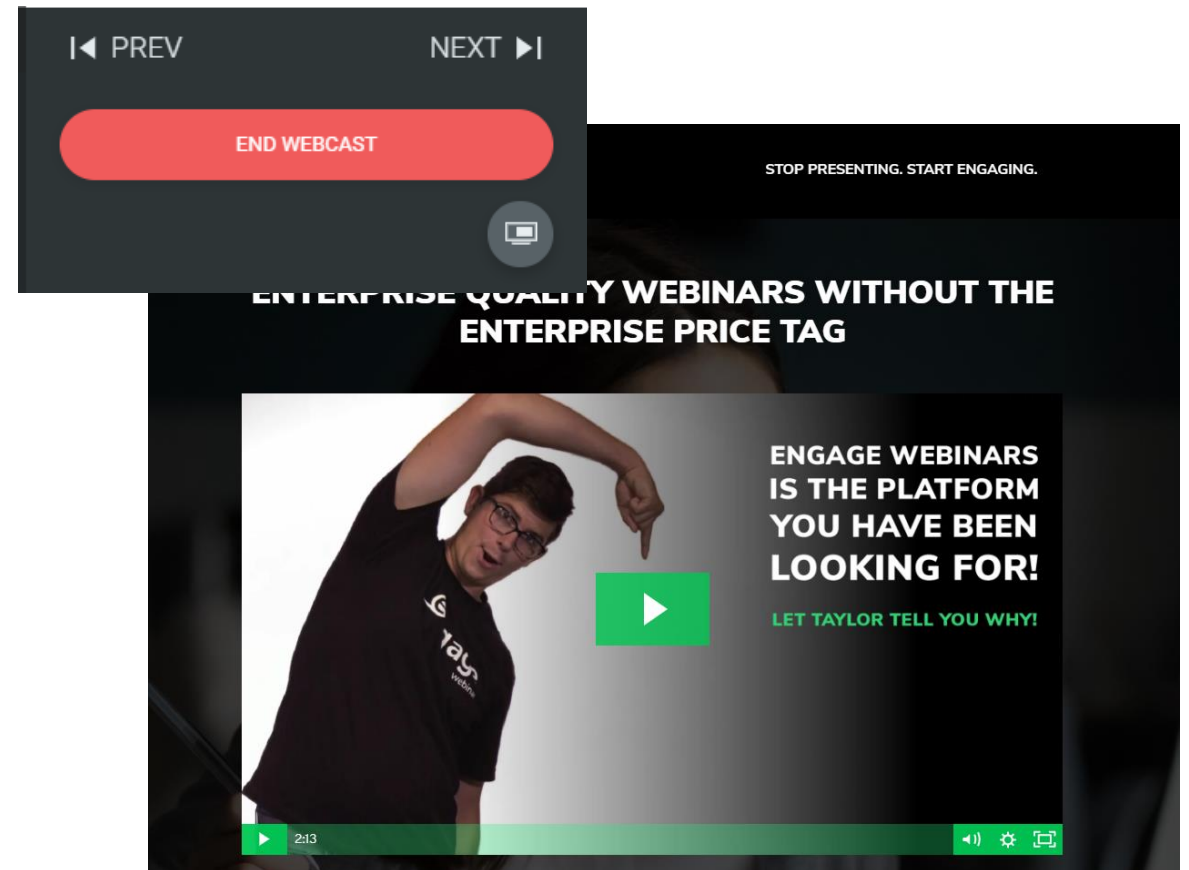 PREV
NEXT
END WEBCAST
STOP PRESENTING. START ENGAGING.
ENTERPRISE QUALITY WEBINARS WITHOUT THE
ENTERPRISE PRICE TAG
ENGAGE WEBINARS
IS THE PLATFORM
YOU HAVE BEEN
LOOKING FOR!
LET TAYLOR TELL YOU WHY!
2:13